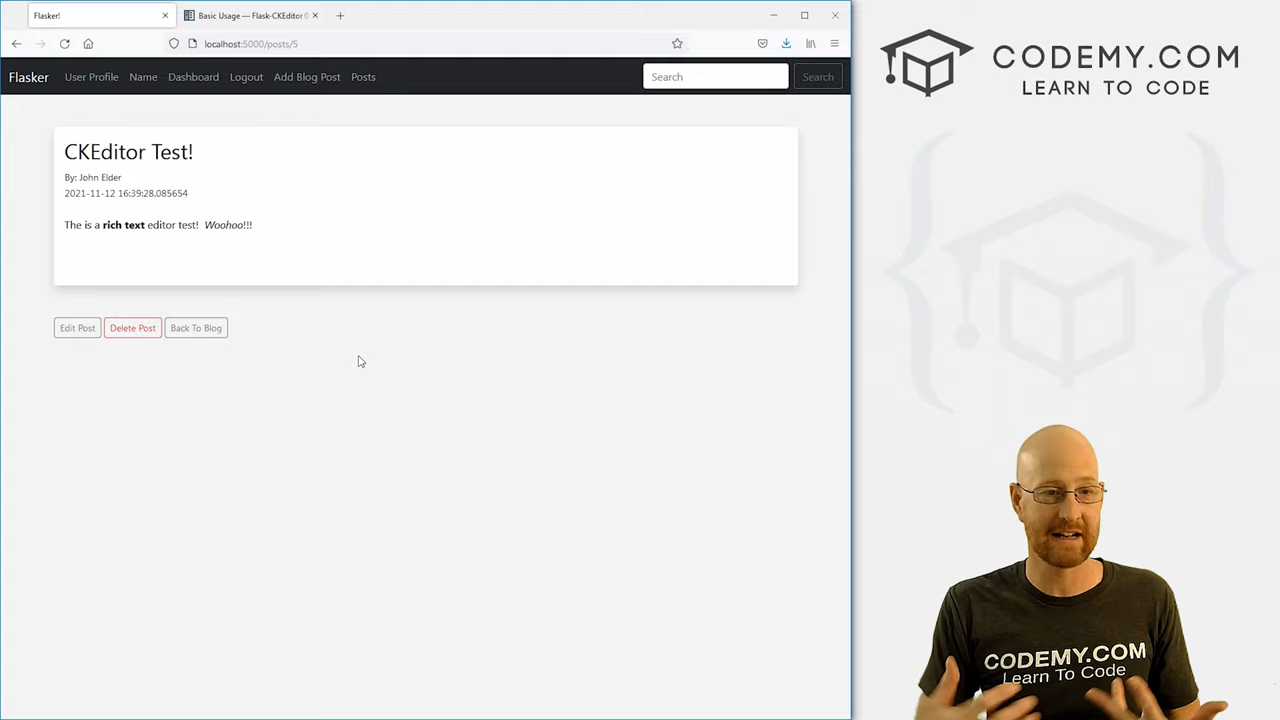 Flasker!
Basic Usage — Flask-CKEditor 0
localhost:5000/posts/5
Flasker User Profile Name Dashboard Logout Add Blog Post Posts Search Search
CKEditor Test!
By: John Elder
2021-11-12 16:39:28.085654
The is a rich text editor test! Woohoo!!!
Edit Post Delete Post Back To Blog
CODEMY.COM
LEARN TO CODE
CODEMY.COM
Learn To Code